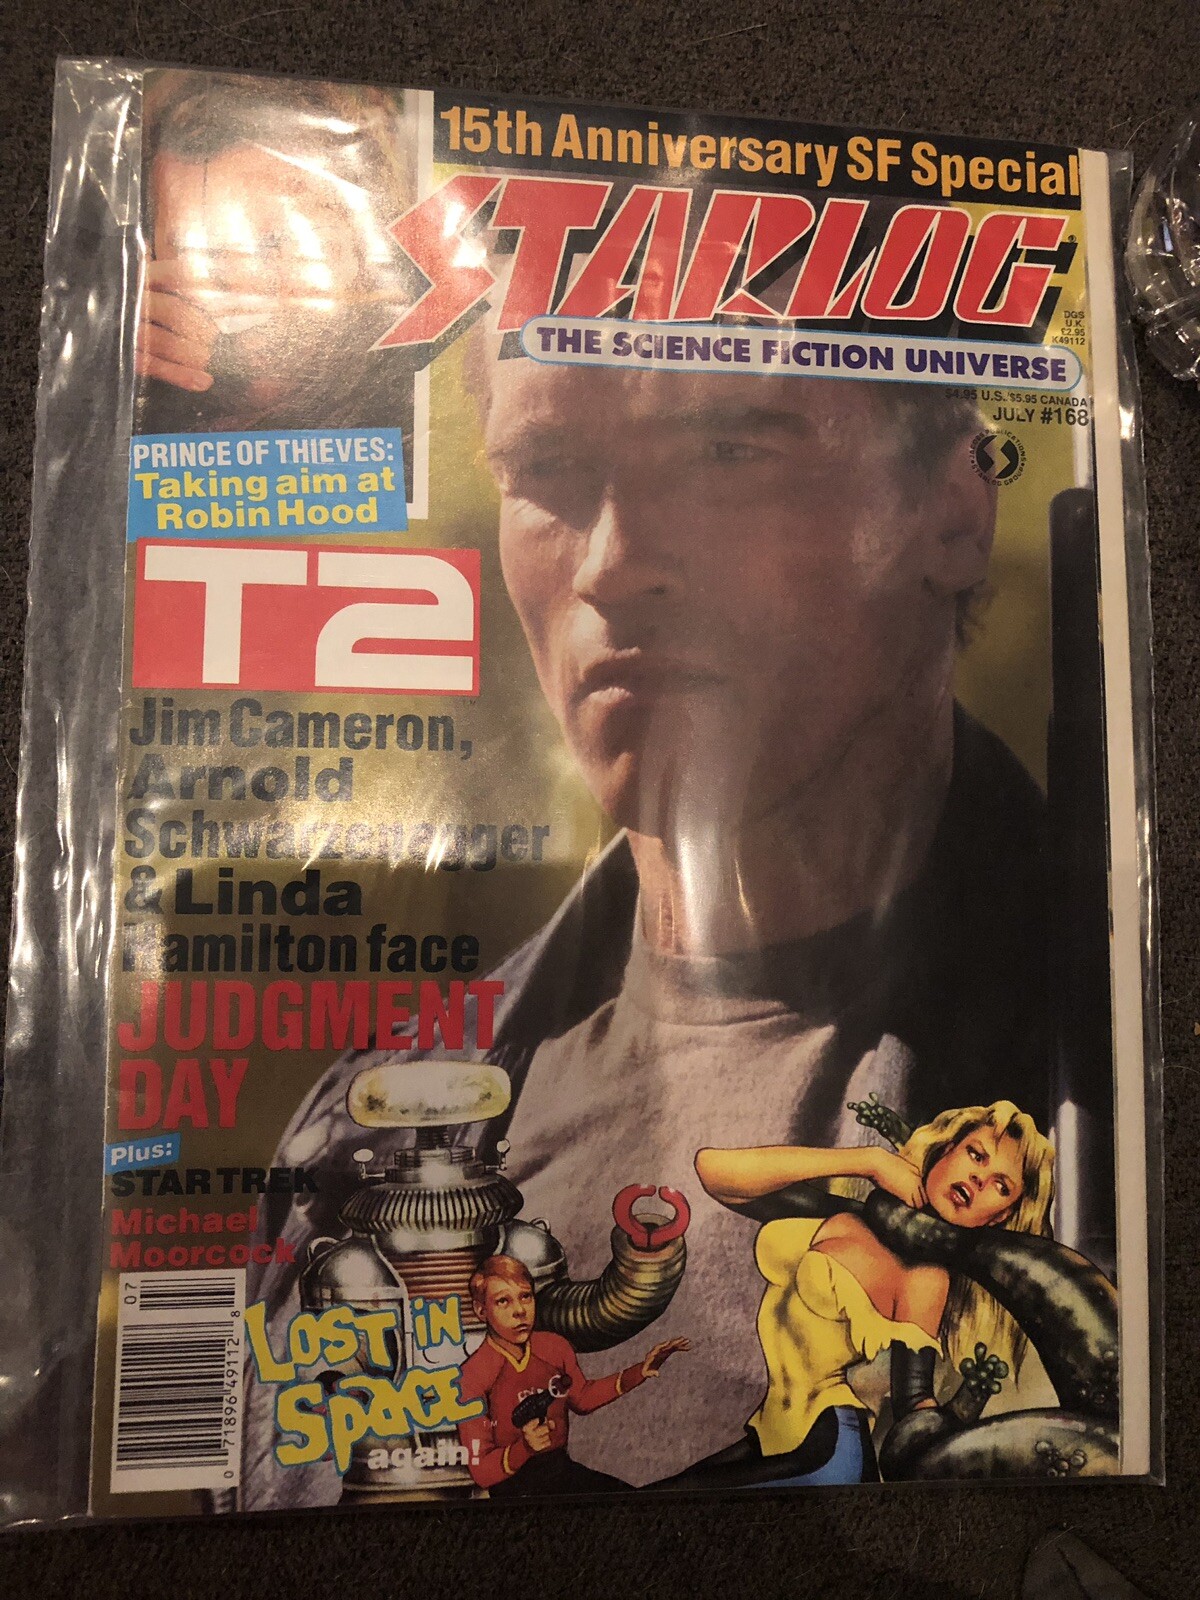 15th Anniversary SF Special
STARLOG®
THE SCIENCE FICTION UNIVERSE
DGS
U.K.
£2.95
K49112
$4.95 U.S. $5.95 CANADA
JULY #168
PRINCE OF THIEVES:
Taking aim at
Robin Hood
T2
TM
Jim Cameron,
Arnold
Schwarzenegger
& Linda
Hamilton face
JUDGMENT
DAY
Plus:
STAR TREK
Michael
Moorcock
LOST iN
SpAcE
TM
again!
07
0 71896 49112 8